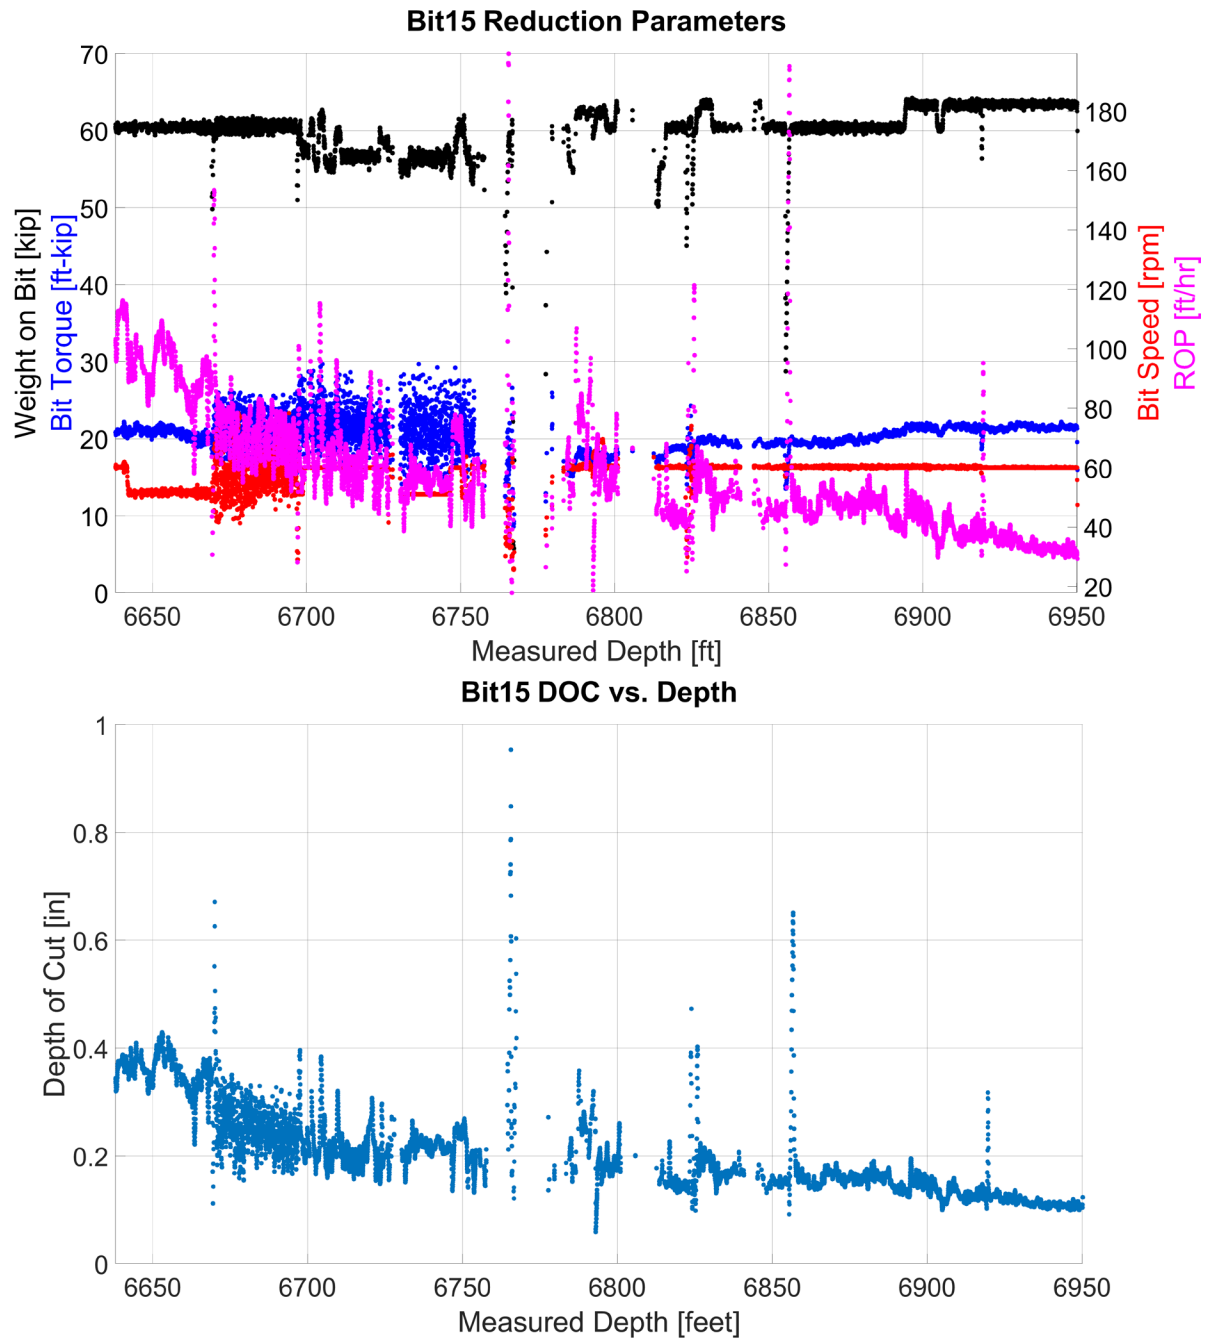 Bit15 Reduction Parameters
Weight on Bit [kip]
Bit Torque [ft-kip]
70
60
50
40
30
20
10
0
180
160
140
120
100
80
60
40
20
Bit Speed [rpm]
ROP [ft/hr]
6650 6700 6750 6800 6850 6900 6950
Measured Depth [ft]
Bit15 DOC vs. Depth
Depth of Cut [in]
1
0.8
0.6
0.4
0.2
0
6650 6700 6750 6800 6850 6900 6950
Measured Depth [feet]